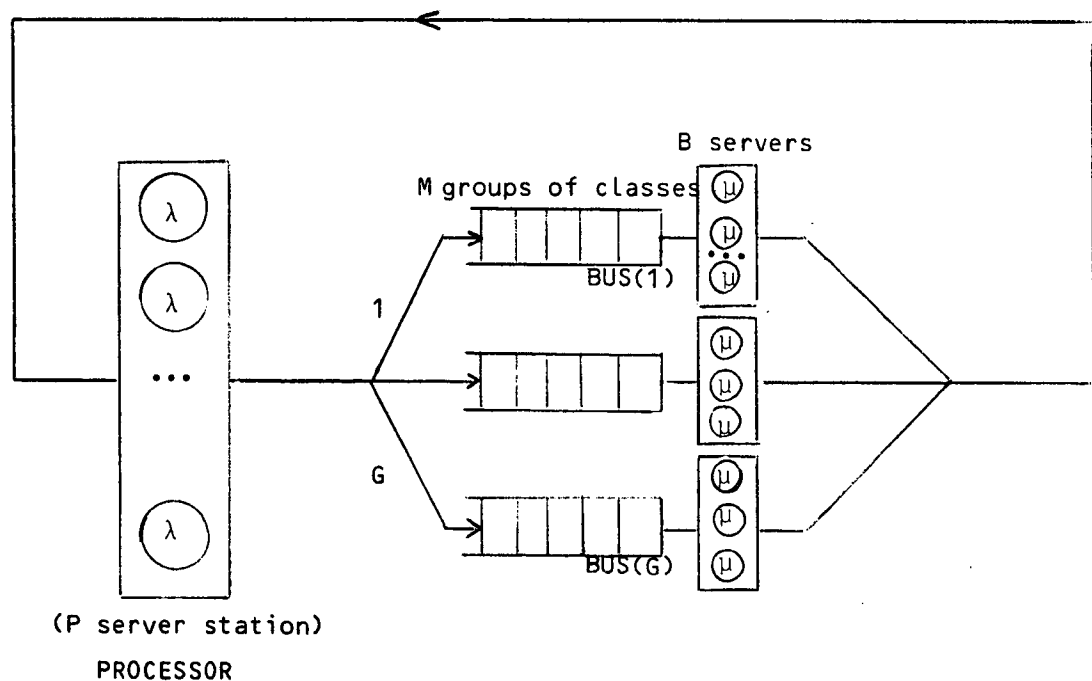 B servers
M groups of classes
μ
μ
•••
μ
BUS(1)
λ
λ
•••
λ
1
μ
μ
μ
G
μ
μ
μ
BUS(G)
(P server station)
PROCESSOR